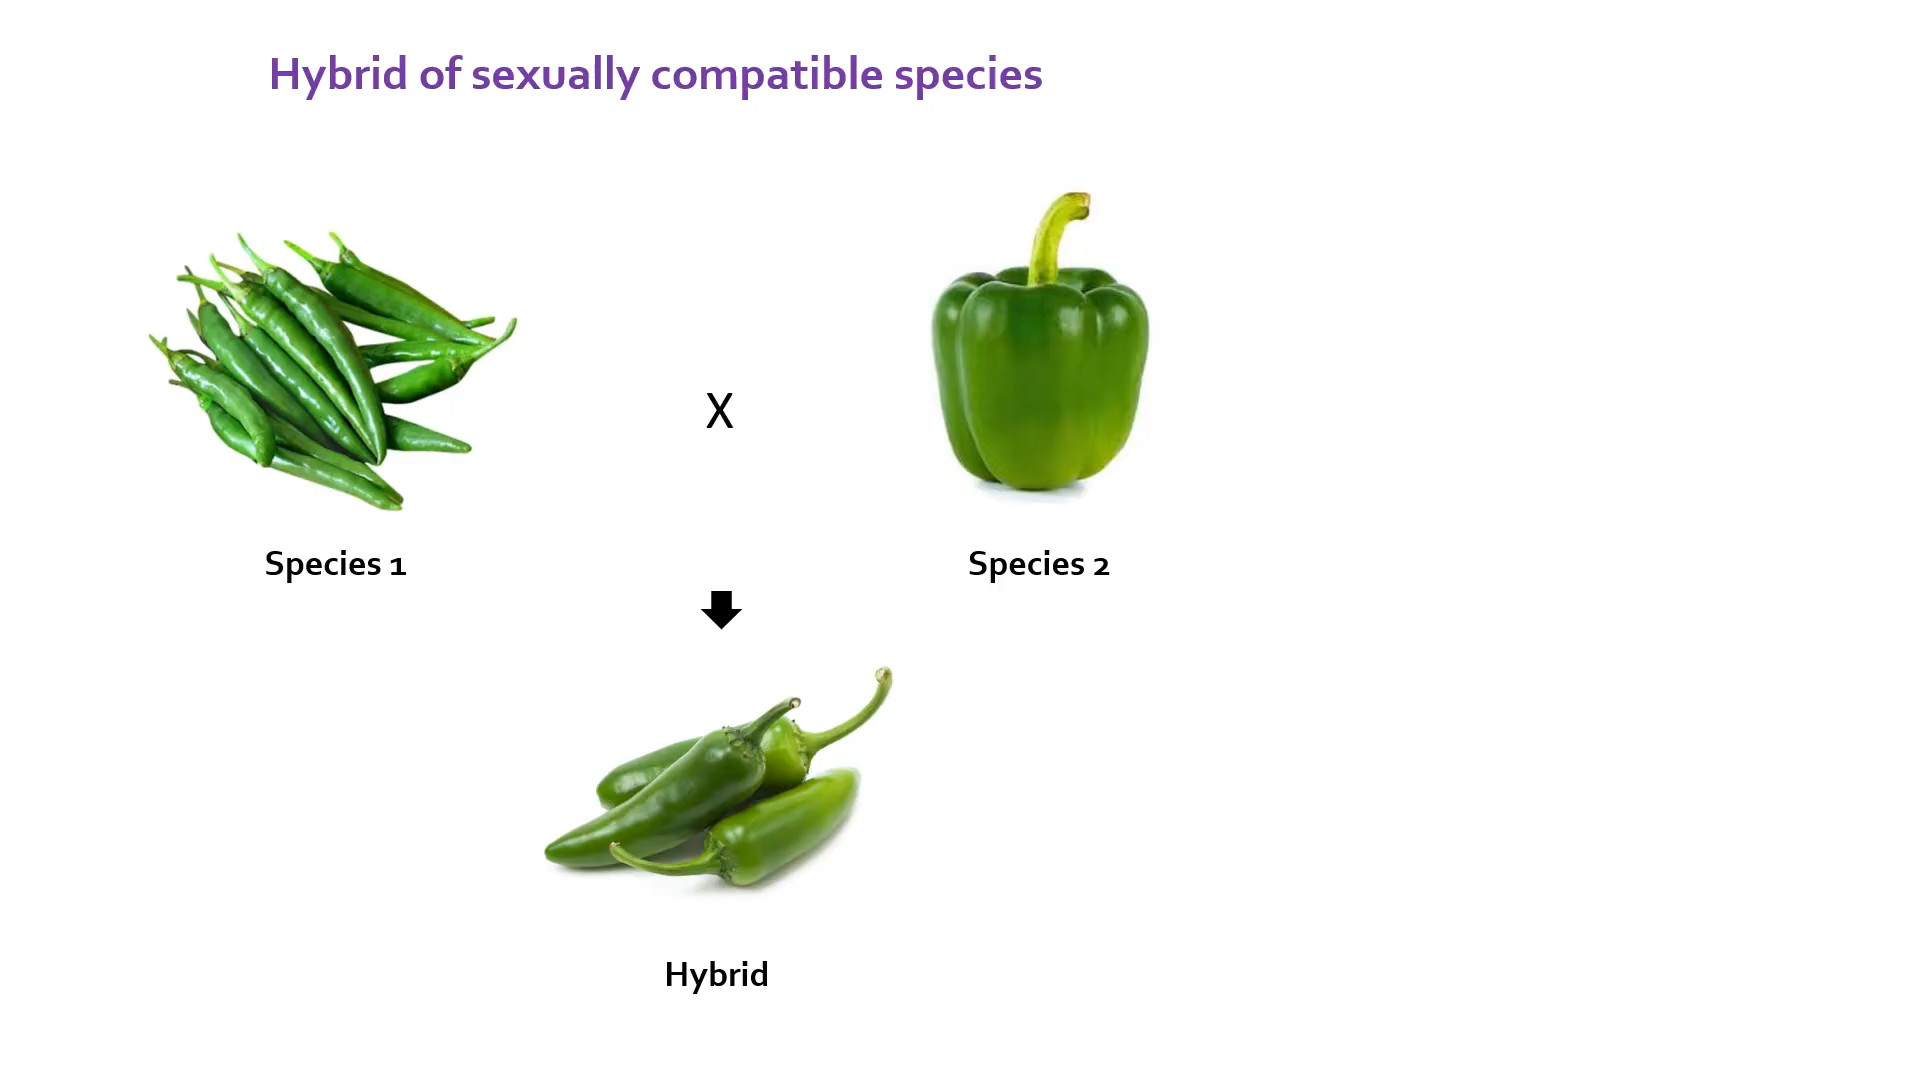 Hybrid of sexually compatible species
X
Species 1
Species 2
Hybrid